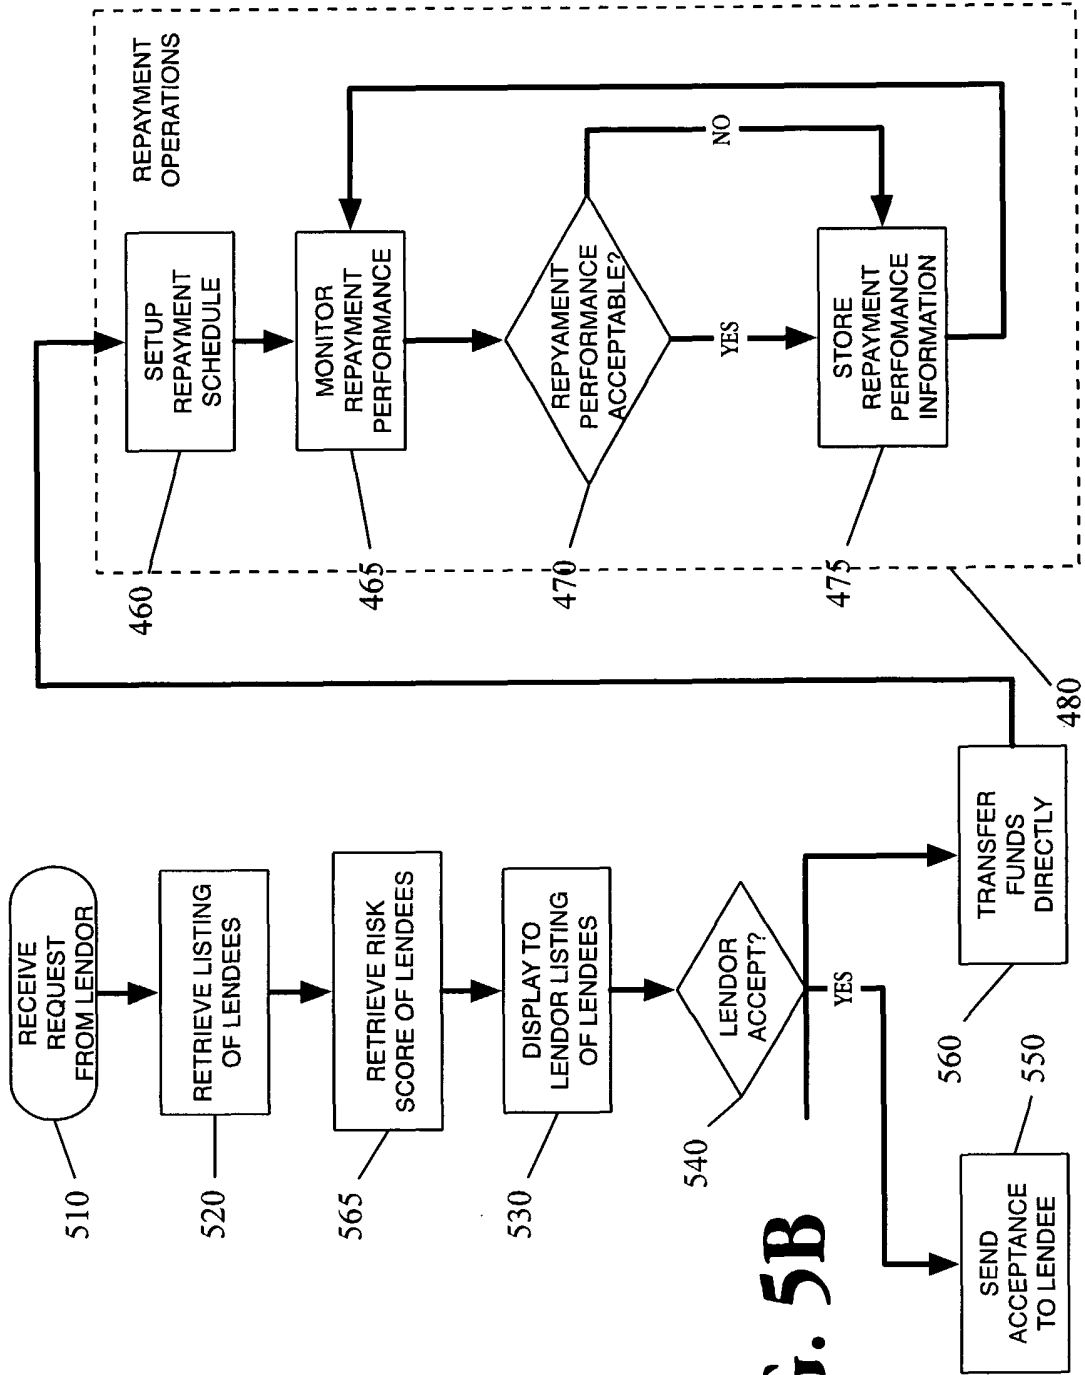 RECEIVE
REQUEST
FROM LENDOR
510
RETRIEVE LISTING
OF LENDEES
520
RETRIEVE RISK
SCORE OF LENDEES
565
DISPLAY TO
LENDOR LISTING
OF LENDEES
530
LENDOR
ACCEPT?
540
YES
SEND
ACCEPTANCE
TO LENDEE
550
TRANSFER
FUNDS
DIRECTLY
560
REPAYMENT
OPERATIONS
SETUP
REPAYMENT
SCHEDULE
460
MONITOR
REPAYMENT
PERFORMANCE
465
REPYAMENT
PERFORMANCE
ACCEPTABLE?
470
NO
YES
STORE
REPAYMENT
PERFOMANCE
INFORMATION
475
480
G. 5B